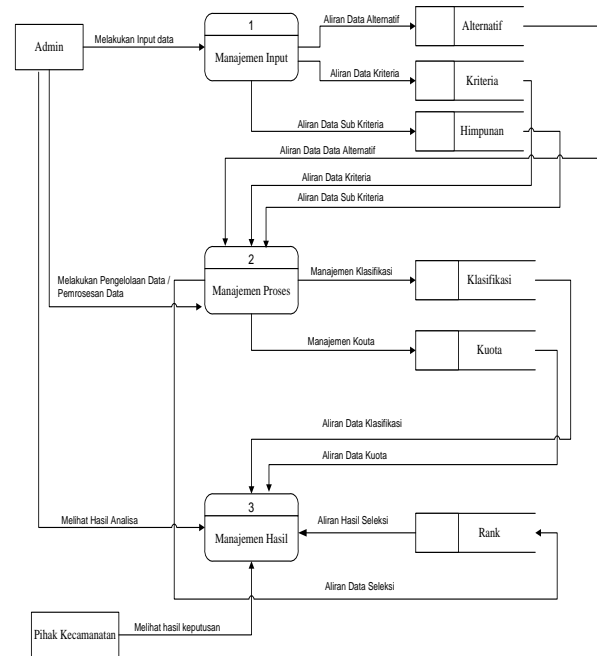 1
Aliran Data Alternatif
Alternatif
Admin
Melakukan Input data
Manajemen Input
Aliran Data Kriteria
Kriteria
Aliran Data Sub Kriteria
Himpunan
Aliran Data Data Alternatif
Aliran Data Kriteria
Aliran Data Sub Kriteria
2
Melakukan Pengelolaan Data /
Pemrosesan Data
Manajemen Proses
Manajemen Klasifikasi
Klasifikasi
Manajemen Kouta
Kuota
Aliran Data Klasifikasi
Aliran Data Kuota
3
Melihat Hasil Analisa
Manajemen Hasil
Aliran Hasil Seleksi
Rank
Aliran Data Seleksi
Pihak Kecamanatan
Melihat hasil keputusan